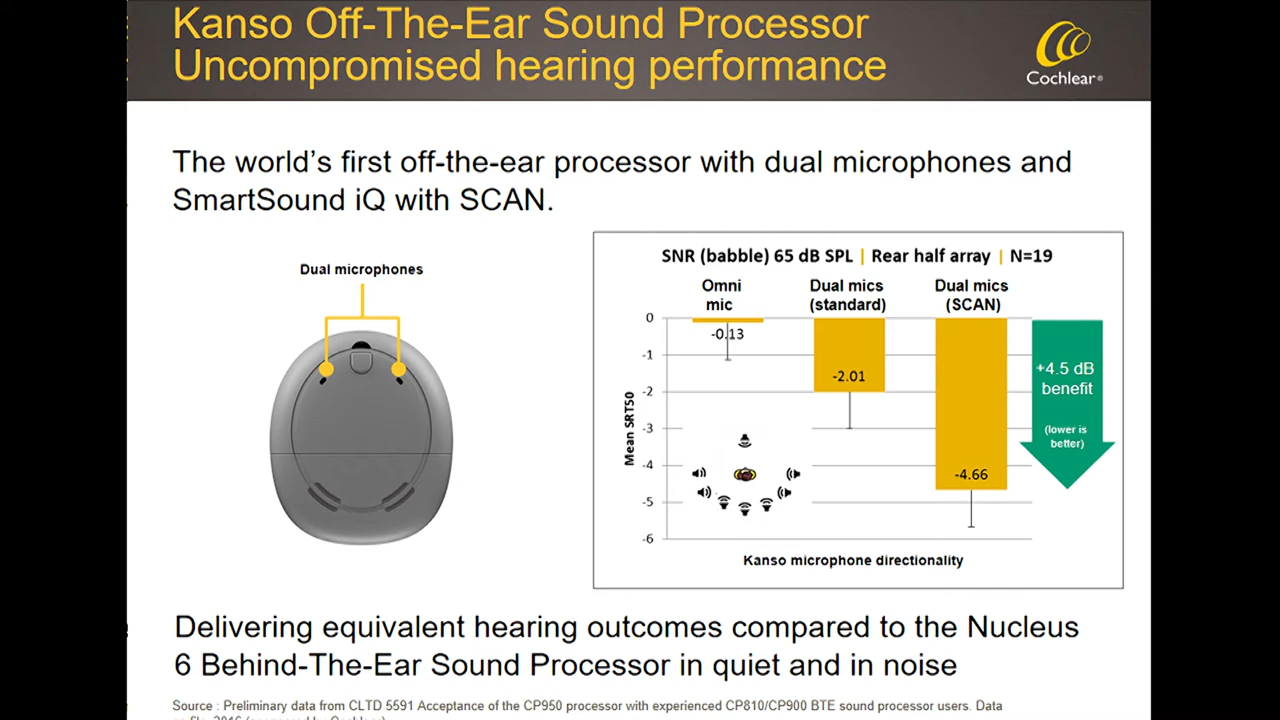 Kanso Off-The-Ear Sound Processor
Uncompromised hearing performance
Cochlear®
The world's first off-the-ear processor with dual microphones and
SmartSound iQ with SCAN.
Dual microphones
SNR (babble) 65 dB SPL | Rear half array | N=19
Omni
mic
Dual mics
(standard)
Dual mics
(SCAN)
0
-1
-2
-3
-4
-5
-6
Mean SRT50
-0.13
-2.01
-4.66
+4.5 dB
benefit
(lower is
better)
Kanso microphone directionality
Delivering equivalent hearing outcomes compared to the Nucleus
6 Behind-The-Ear Sound Processor in quiet and in noise
Source : Preliminary data from CLTD 5591 Acceptance of the CP950 processor with experienced CP810/CP900 BTE sound processor users. Data